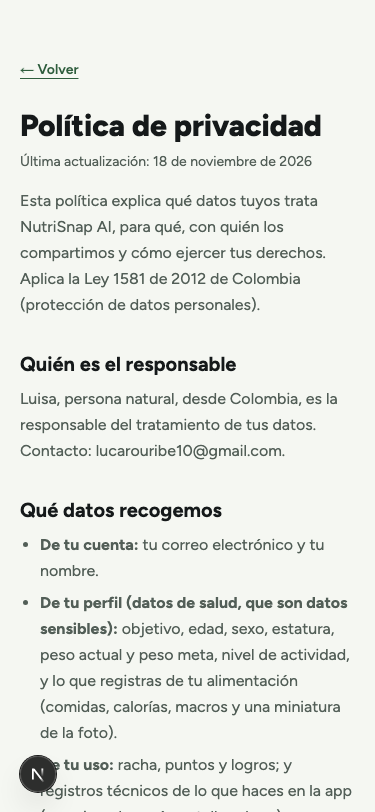 ← Volver
Política de privacidad
Última actualización: 18 de noviembre de 2026
Esta política explica qué datos tuyos trata
NutriSnap AI, para qué, con quién los
compartimos y cómo ejercer tus derechos.
Aplica la Ley 1581 de 2012 de Colombia
(protección de datos personales).
Quién es el responsable
Luisa, persona natural, desde Colombia, es la
responsable del tratamiento de tus datos.
Contacto: lucarouribe10@gmail.com.
Qué datos recogemos
• De tu cuenta: tu correo electrónico y tu
nombre.
• De tu perfil (datos de salud, que son datos
sensibles): objetivo, edad, sexo, estatura,
peso actual y peso meta, nivel de actividad,
y lo que registras de tu alimentación
(comidas, calorías, macros y una miniatura
de la foto).
De tu uso: racha, puntos y logros; y
registros técnicos de lo que haces en la app
N